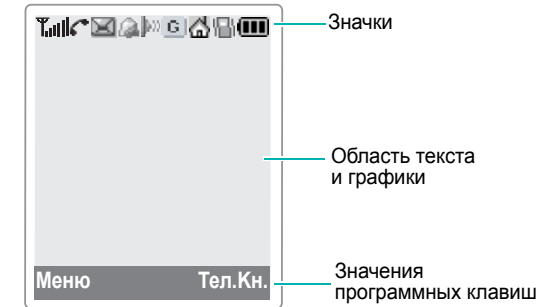 G
Значки
Область текста
и графики
Меню Тел.Кн.
Значения
программных клавиш